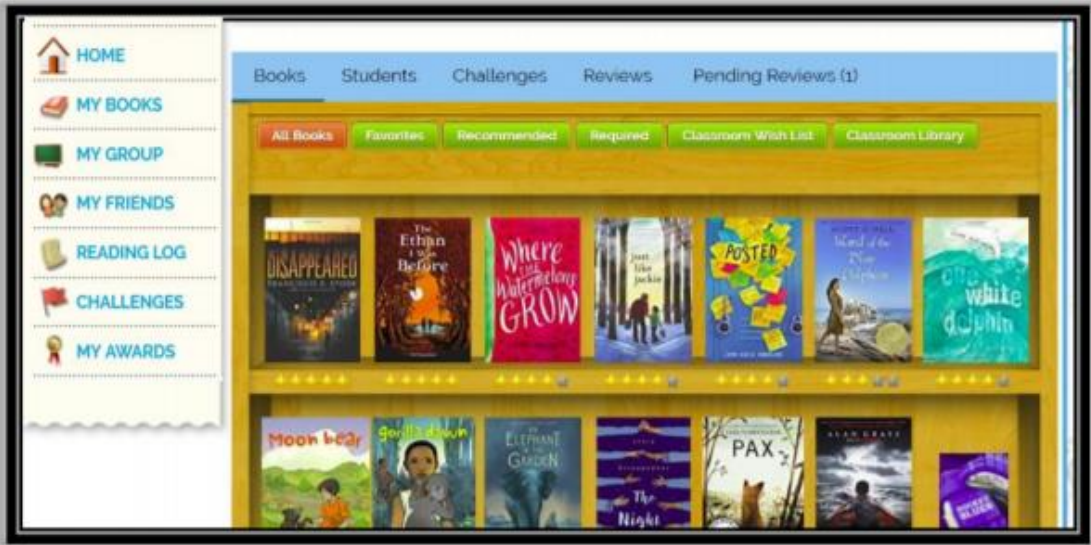 HOME
MY BOOKS
MY GROUP
MY FRIENDS
READING LOG
CHALLENGES
MY AWARDS
Books Students Challenges Reviews Pending Reviews (1)
All Books Favorites Recommended Required Classroom Wish List Classroom Library
DISAPPEARED
The
Ethan
I Was
Before
Where
THE
Watermelons
GROW
just
like
jackie
POSTED
Island of the
Blue
Dolphins
one
white
dolphin
Moon bear
gorilla dawn
AN
ELEPHANT
IN THE
GARDEN
The
Night
PAX
ALAN GRATZ